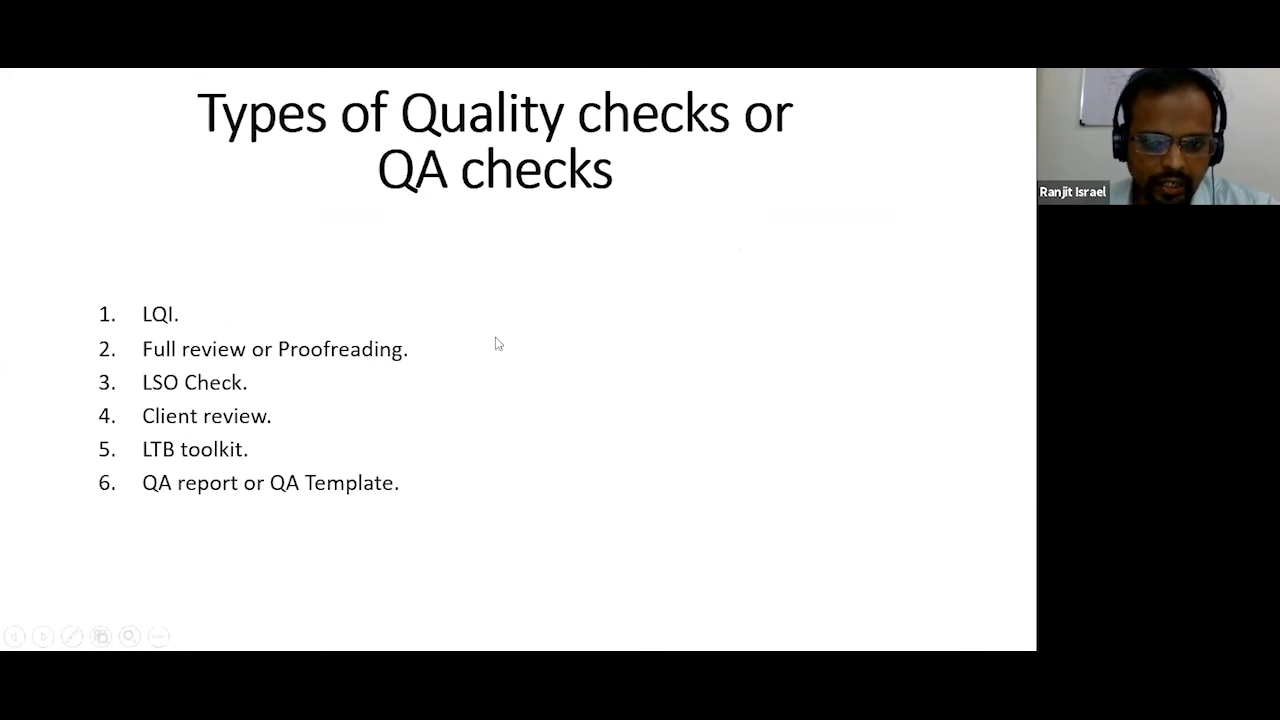 Types of Quality checks or
QA checks
Ranjit Israel
1. LQI.
2. Full review or Proofreading.
3. LSO Check.
4. Client review.
5. LTB toolkit.
6. QA report or QA Template.